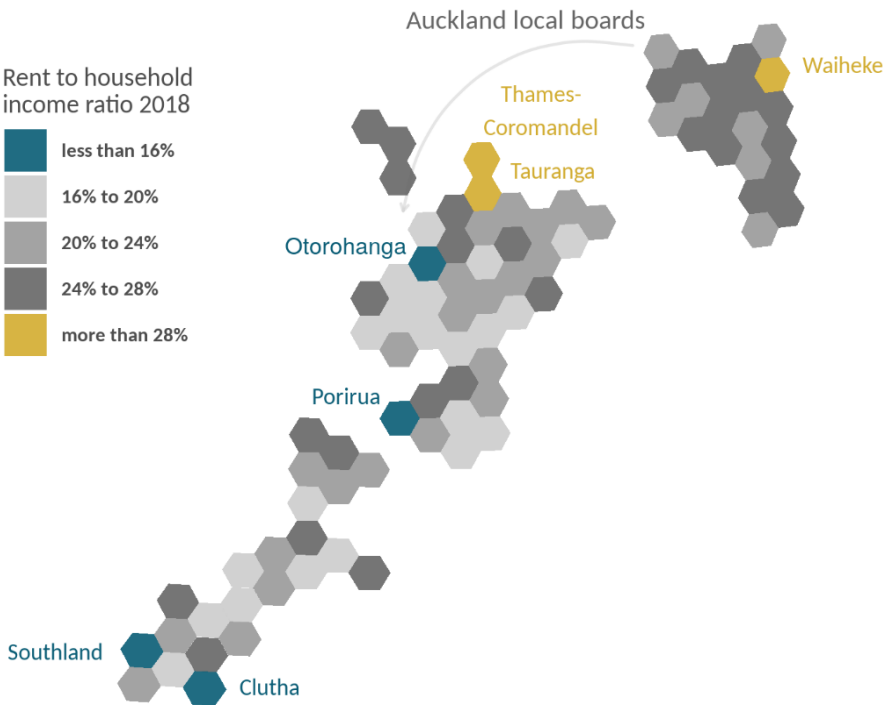 Auckland local boards
Waiheke
Rent to household
income ratio 2018
Thames-
Coromandel
Tauranga
less than 16%
16% to 20%
20% to 24%
24% to 28%
more than 28%
Otorohanga
Porirua
Southland
Clutha